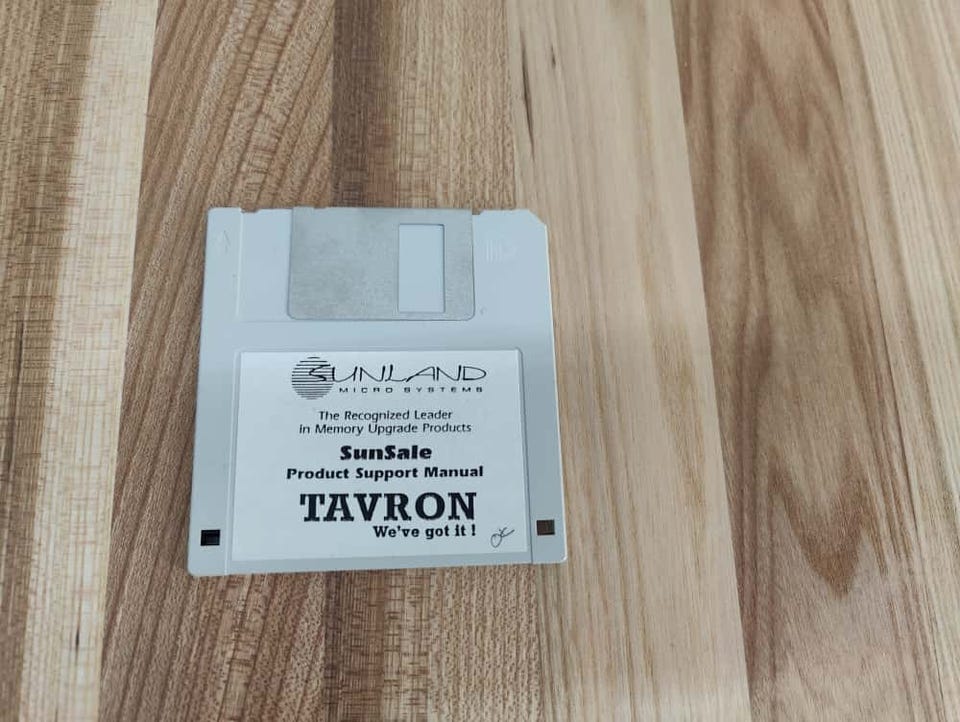 SUNLAND
MICRO SYSTEMS
The Recognized Leader
in Memory Upgrade Products
SunSale
Product Support Manual
TAVRON
We've got it !